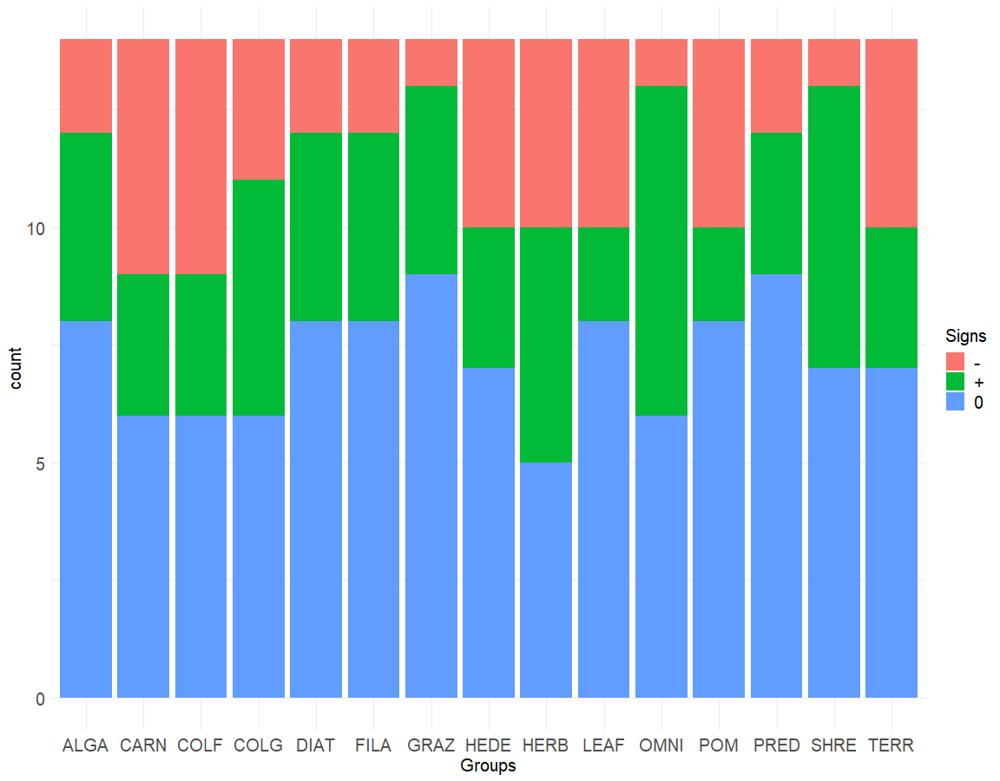 10
5
0
count
ALGA CARN COLF COLG DIAT FILA GRAZ HEDE HERB LEAF OMNI POM PRED SHRE TERR
Groups
Signs
-
+
0